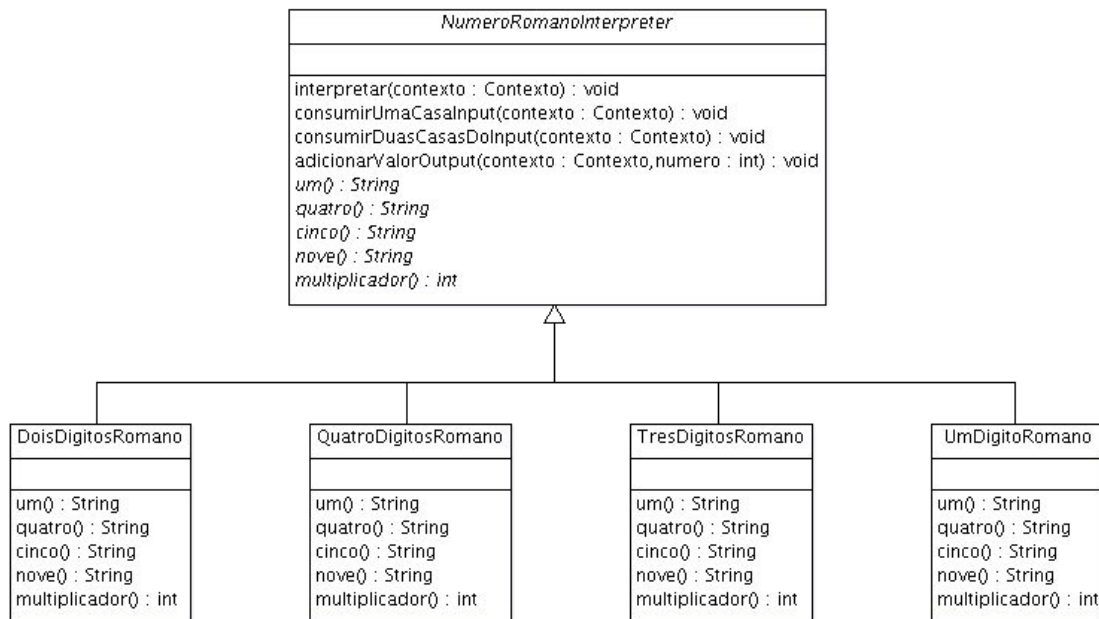 NumeroRomanoInterpreter
interpretar(contexto : Contexto) : void
consumirUmaCasaInput(contexto : Contexto) : void
consumirDuasCasasDoInput(contexto : Contexto) : void
adicionarValorOutput(contexto : Contexto,numero : int) : void
um() : String
quatro() : String
cinco() : String
nove() : String
multiplicador() : int
DoisDigitosRomano
um() : String
quatro() : String
cinco() : String
nove() : String
multiplicador() : int
QuatroDigitosRomano
um() : String
quatro() : String
cinco() : String
nove() : String
multiplicador() : int
TresDigitosRomano
um() : String
quatro() : String
cinco() : String
nove() : String
multiplicador() : int
UmDigitoRomano
um() : String
quatro() : String
cinco() : String
nove() : String
multiplicador() : int